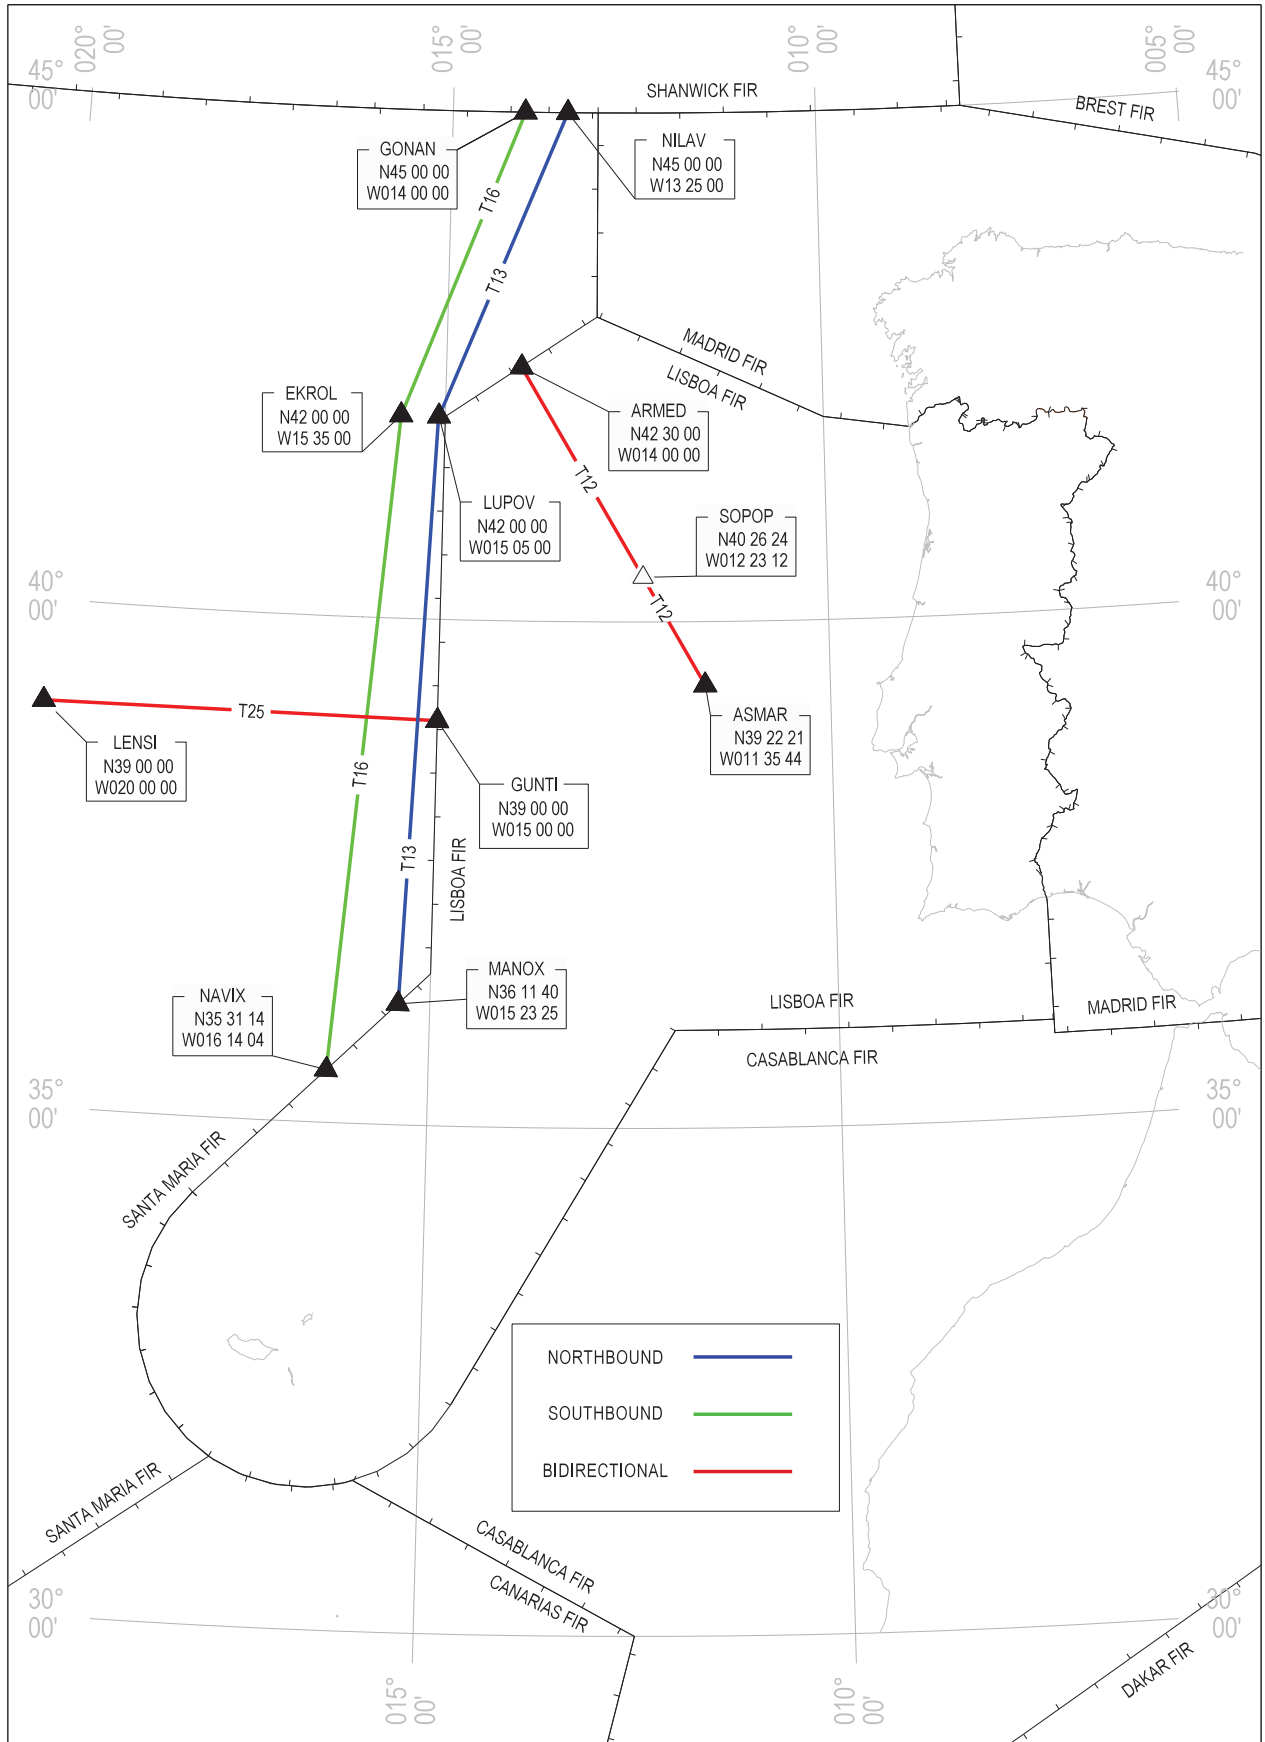 020°
00'
015°
00'
010°
00'
005°
00'
45°
00'
45°
00'
SHANWICK FIR
BREST FIR
GONAN
N45 00 00
W014 00 00
NILAV
N45 00 00
W13 25 00
T16
T13
MADRID FIR
LISBOA FIR
EKROL
N42 00 00
W15 35 00
ARMED
N42 30 00
W014 00 00
T12
LUPOV
N42 00 00
W015 05 00
SOPOP
N40 26 24
W012 23 12
40°
00'
40°
00'
T12
T25
LENSI
N39 00 00
W020 00 00
ASMAR
N39 22 21
W011 35 44
T16
GUNTI
N39 00 00
W015 00 00
T13
LISBOA FIR
MANOX
N36 11 40
W015 23 25
NAVIX
N35 31 14
W016 14 04
LISBOA FIR
MADRID FIR
CASABLANCA FIR
35°
00'
35°
00'
SANTA MARIA FIR
NORTHBOUND
SOUTHBOUND
BIDIRECTIONAL
SANTA MARIA FIR
CASABLANCA FIR
CANARIAS FIR
30°
00'
30°
00'
DAKAR FIR
015°
00'
010°
00'